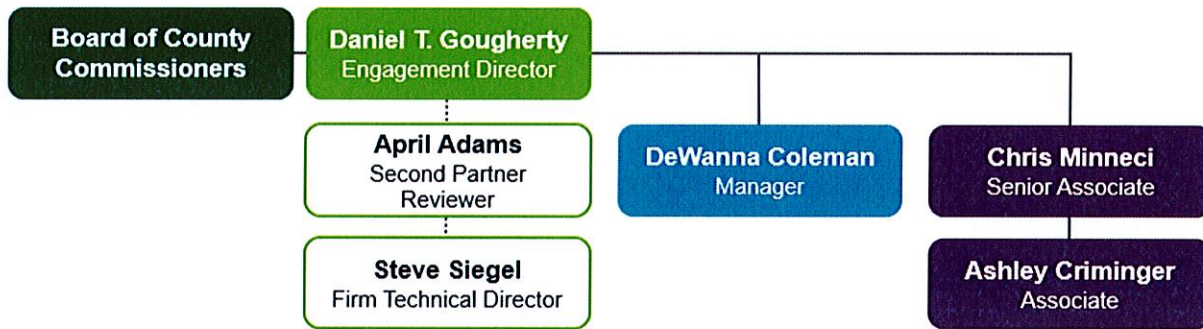 Board of County
Commissioners
Daniel T. Gougherty
Engagement Director
April Adams
Second Partner
Reviewer
Steve Siegel
Firm Technical Director
DeWanna Coleman
Manager
Chris Minneci
Senior Associate
Ashley Criminger
Associate